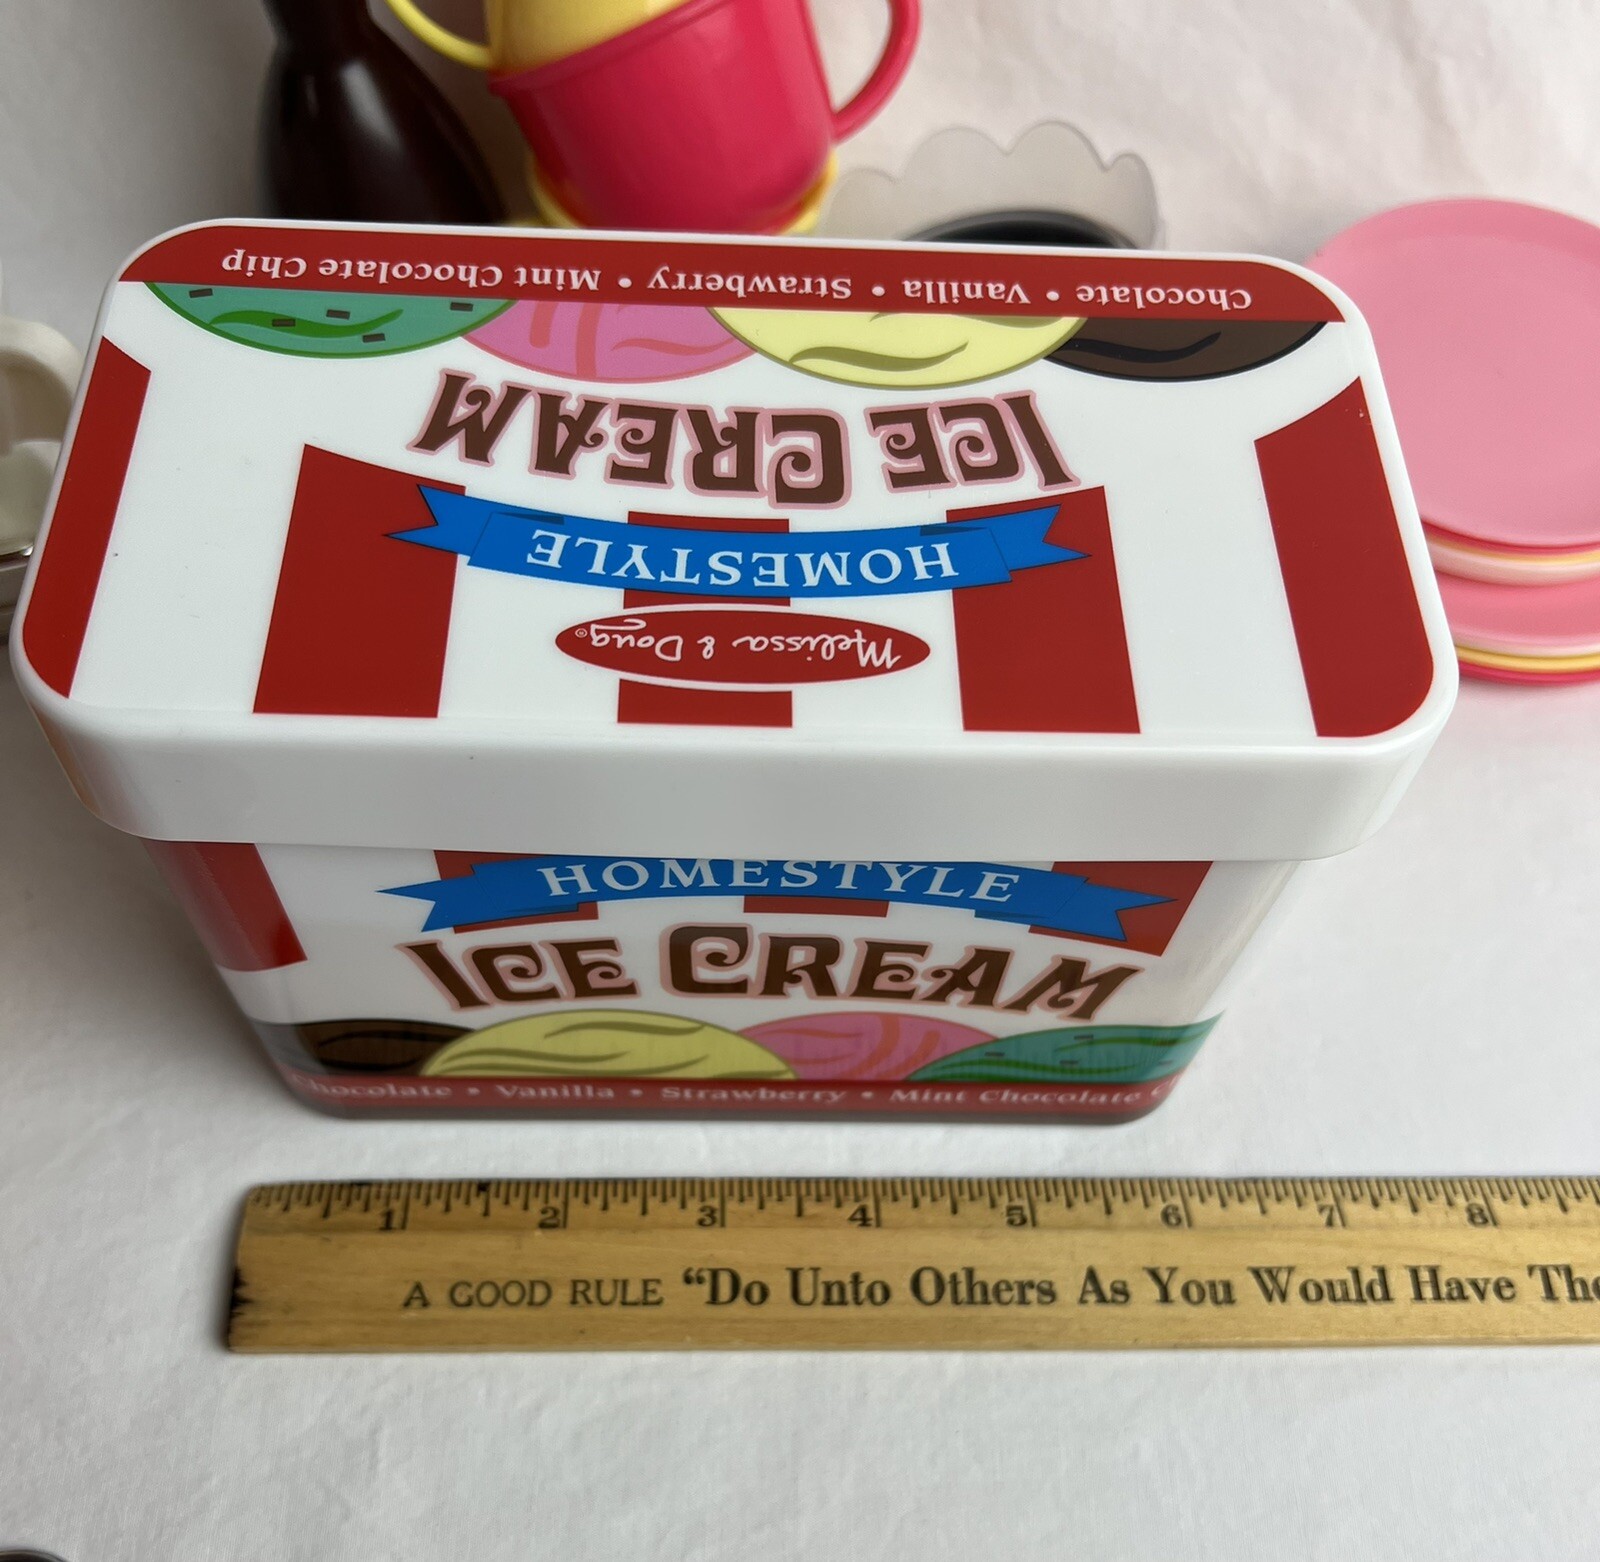 Chocolate • Vanilla • Strawberry • Mint Chocolate Chip
ICE CREAM
HOMESTYLE
Melissa & Doug®
HOMESTYLE
ICE CREAM
Chocolate • Vanilla • Strawberry • Mint Chocolate C
1 2 3 4 5 6 7 8
A GOOD RULE “Do Unto Others As You Would Have The